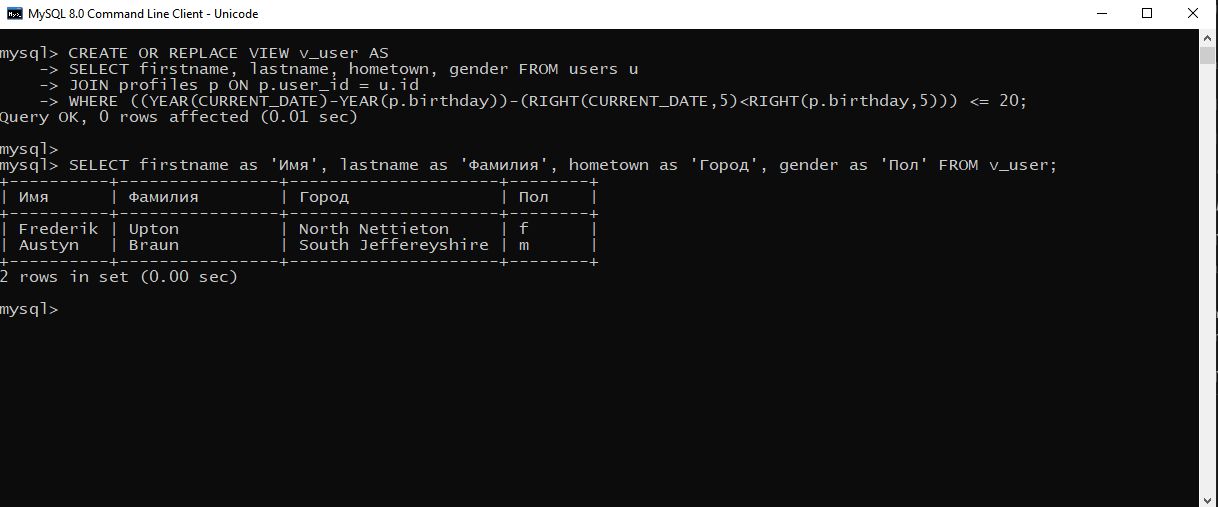 MySQL 8.0 Command Line Client - Unicode
mysql> CREATE OR REPLACE VIEW v_user AS
    -> SELECT firstname, lastname, hometown, gender FROM users u
    -> JOIN profiles p ON p.user_id = u.id
    -> WHERE ((YEAR(CURRENT_DATE)-YEAR(p.birthday))-(RIGHT(CURRENT_DATE,5)<RIGHT(p.birthday,5))) <= 20;
Query OK, 0 rows affected (0.01 sec)
mysql>
mysql> SELECT firstname as 'Имя', lastname as 'Фамилия', hometown as 'Город', gender as 'Пол' FROM v_user;
+----------+----------------+---------------------+--------+
| Имя      | Фамилия        | Город               | Пол    |
+----------+----------------+---------------------+--------+
| Frederik | Upton          | North Nettieton     | f      |
| Austyn   | Braun          | South Jeffereyshire | m      |
+----------+----------------+---------------------+--------+
2 rows in set (0.00 sec)
mysql>